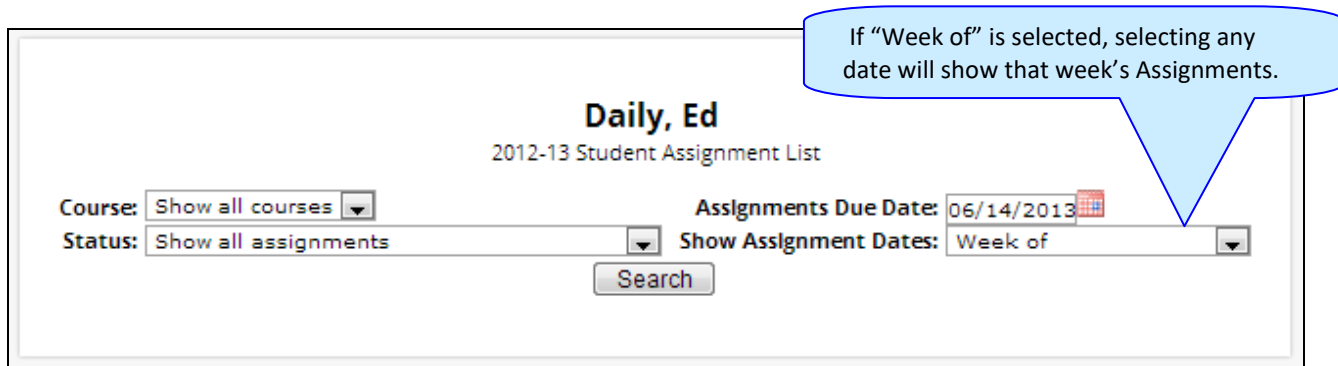 If “Week of” is selected, selecting any
date will show that week’s Assignments.
Daily, Ed
2012-13 Student Assignment List
Course: Show all courses Assignments Due Date: 06/14/2013
Status: Show all assignments Show Assignment Dates: Week of
Search